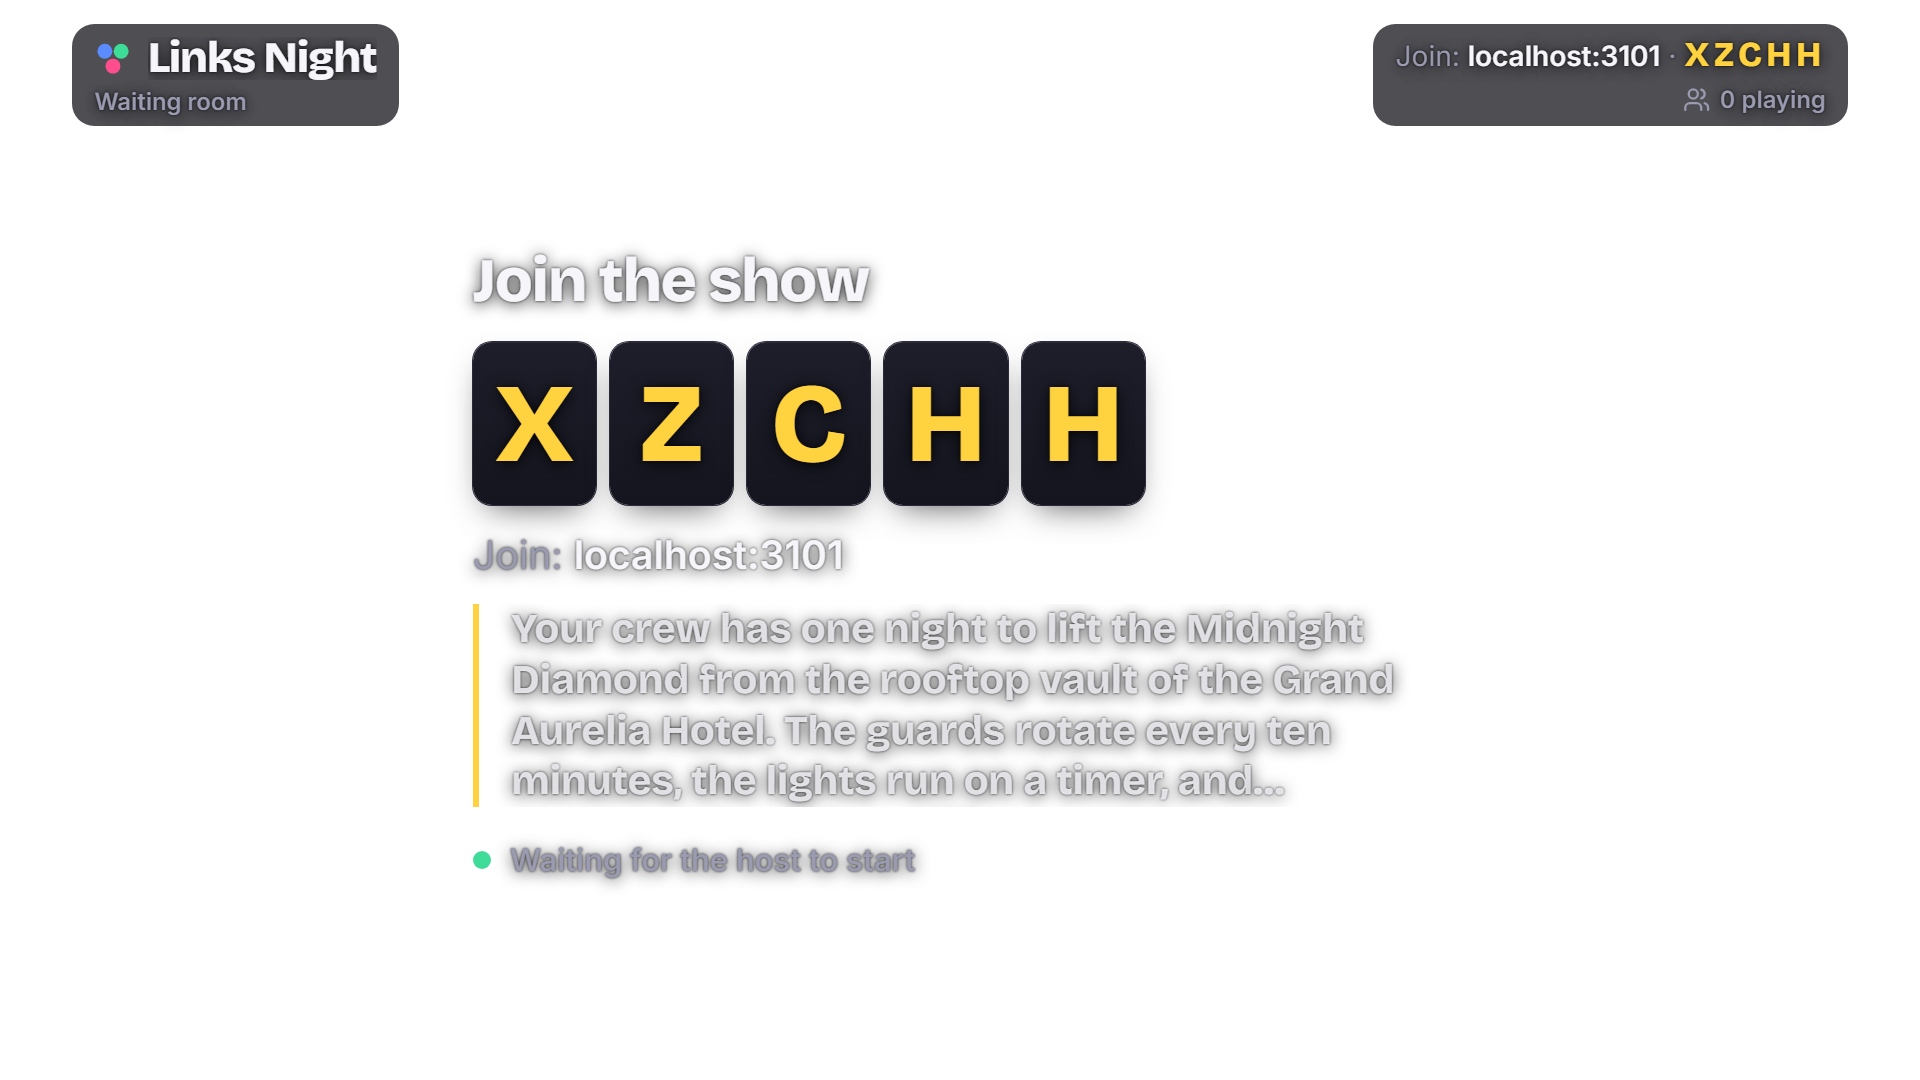 Links Night
Waiting room
Join: localhost:3101 · XZCHH
0 playing
Join the show
XZCHH
Join: localhost:3101
Your crew has one night to lift the Midnight
Diamond from the rooftop vault of the Grand
Aurelia Hotel. The guards rotate every ten
minutes, the lights run on a timer, and...
Waiting for the host to start